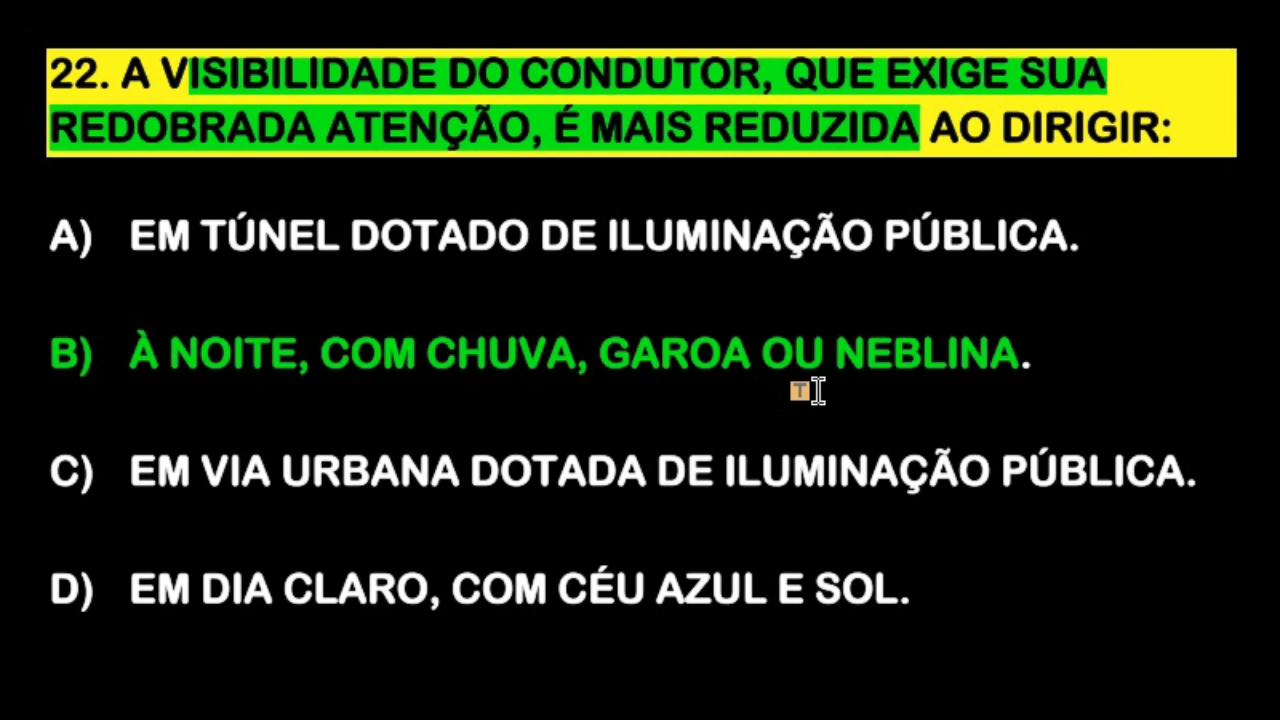 22. A VISIBILIDADE DO CONDUTOR, QUE EXIGE SUA
REDOBRADA ATENÇÃO, É MAIS REDUZIDA AO DIRIGIR:
A) EM TÚNEL DOTADO DE ILUMINAÇÃO PÚBLICA.
B) À NOITE, COM CHUVA, GAROA OU NEBLINA.
T
C) EM VIA URBANA DOTADA DE ILUMINAÇÃO PÚBLICA.
D) EM DIA CLARO, COM CÉU AZUL E SOL.